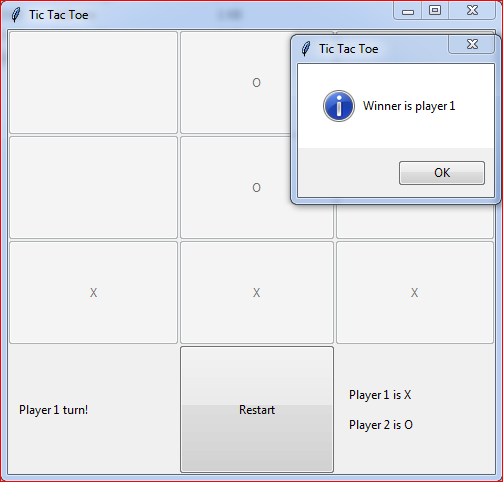 Tic Tac Toe
Tic Tac Toe
Winner is player 1
OK
O
O
X X X
Player 1 turn!
Restart
Player 1 is X
Player 2 is O